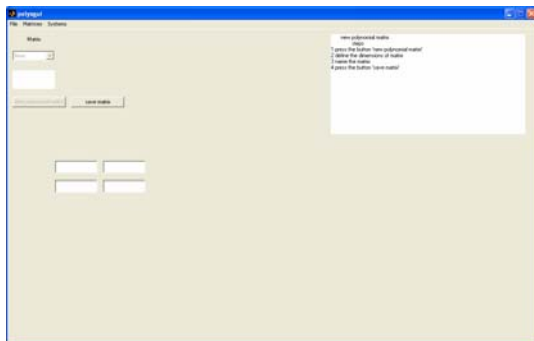 polysgui
File Matrices Systems
Matrix
save matrix
new polynomial matrix
steps:
1 press the button 'new polynomial matrix'
2 define the dimensions of matrix
3 name the matrix
4 press the button 'save matrix'